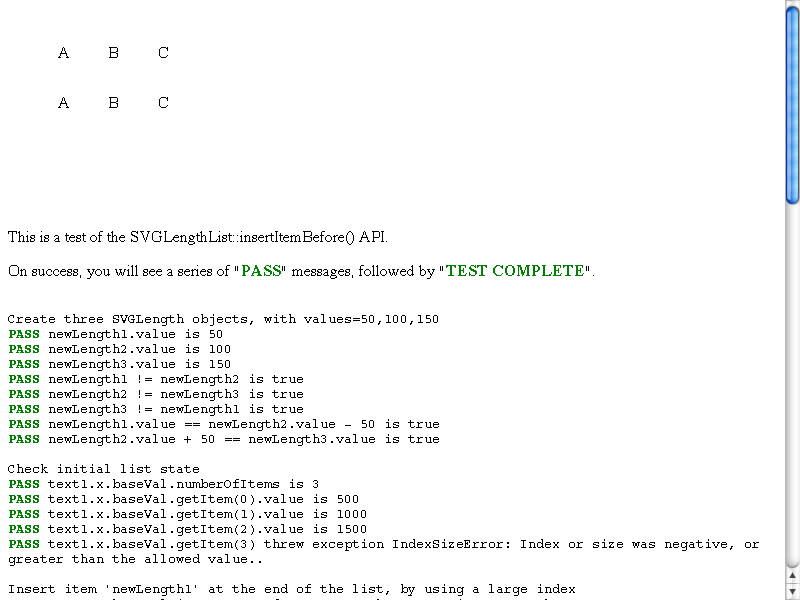 A B C
A B C
This is a test of the SVGLengthList::insertItemBefore() API.
On success, you will see a series of "PASS" messages, followed by "TEST COMPLETE".
Create three SVGLength objects, with values=50,100,150
PASS newLength1.value is 50
PASS newLength2.value is 100
PASS newLength3.value is 150
PASS newLength1 != newLength2 is true
PASS newLength2 != newLength3 is true
PASS newLength3 != newLength1 is true
PASS newLength1.value == newLength2.value - 50 is true
PASS newLength2.value + 50 == newLength3.value is true
Check initial list state
PASS text1.x.baseVal.numberOfItems is 3
PASS text1.x.baseVal.getItem(0).value is 500
PASS text1.x.baseVal.getItem(1).value is 1000
PASS text1.x.baseVal.getItem(2).value is 1500
PASS text1.x.baseVal.getItem(3) threw exception IndexSizeError: Index or size was negative, or
greater than the allowed value..
Insert item 'newLength1' at the end of the list, by using a large index